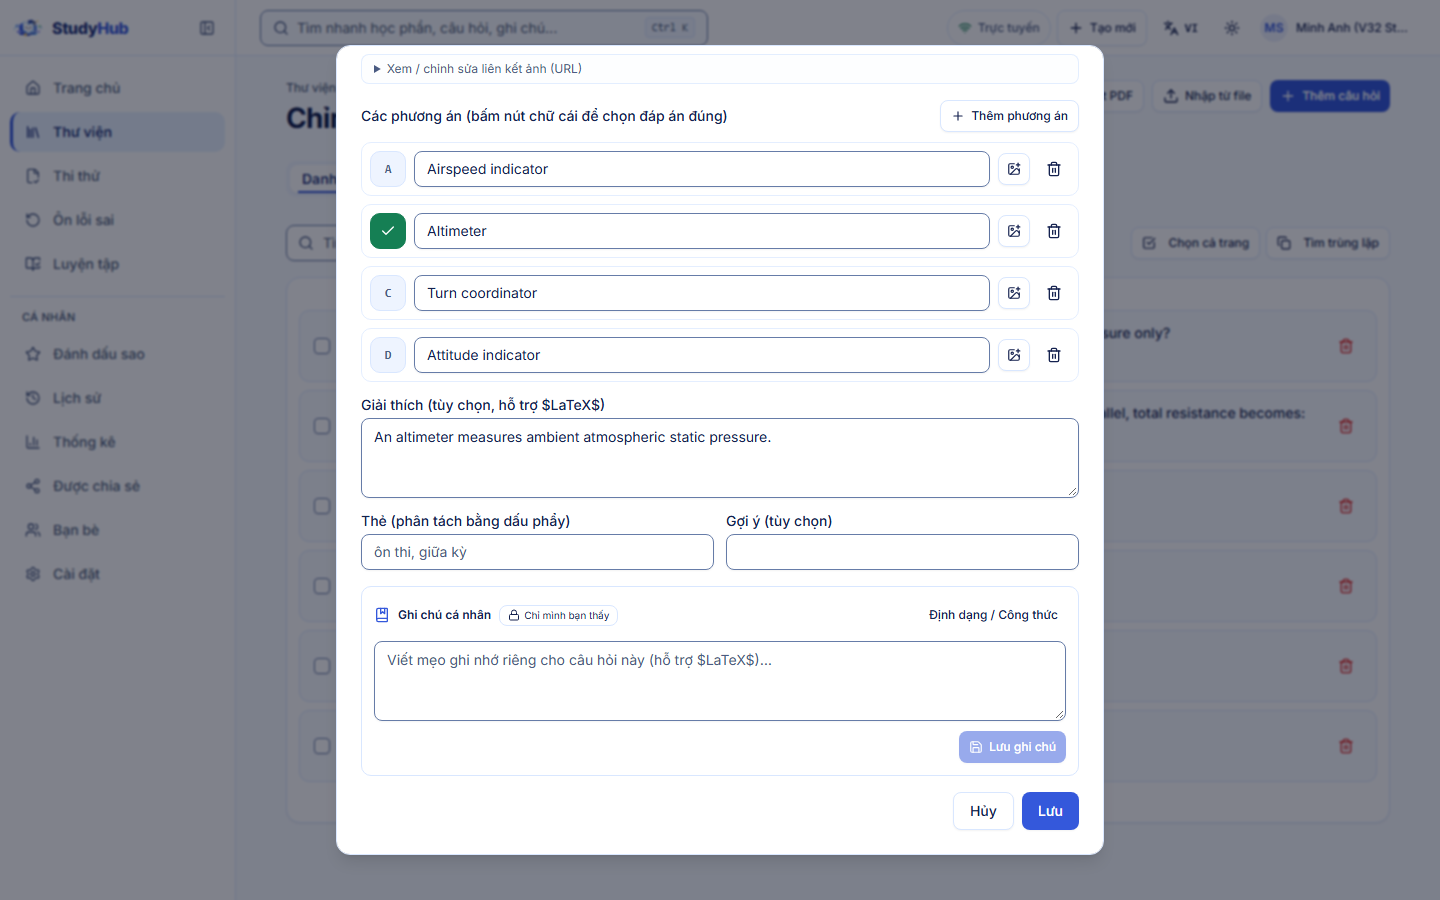 StudyHub
Tìm nhanh học phần, câu hỏi, ghi chú...
Ctrl K
Trực tuyến
Tạo mới
VI
MS
Minh Anh (V32 St...
Trang chủ
Thư viện
Thi thử
Ôn lỗi sai
Luyện tập
CÁ NHÂN
Đánh dấu sao
Lịch sử
Thống kê
Được chia sẻ
Bạn bè
Cài đặt
Thư viện
PDF
Nhập từ file
Thêm câu hỏi
Chọn cả trang
Tìm trùng lặp
sure only?
allel, total resistance becomes:
Xem / chỉnh sửa liên kết ảnh (URL)
Các phương án (bấm nút chữ cái để chọn đáp án đúng)
Thêm phương án
A
Airspeed indicator
Altimeter
C
Turn coordinator
D
Attitude indicator
Giải thích (tùy chọn, hỗ trợ $LaTeX$)
An altimeter measures ambient atmospheric static pressure.
Thẻ (phân tách bằng dấu phẩy)
Gợi ý (tùy chọn)
ôn thi, giữa kỳ
Ghi chú cá nhân
Chỉ mình bạn thấy
Định dạng / Công thức
Viết mẹo ghi nhớ riêng cho câu hỏi này (hỗ trợ $LaTeX$)...
Lưu ghi chú
Hủy
Lưu